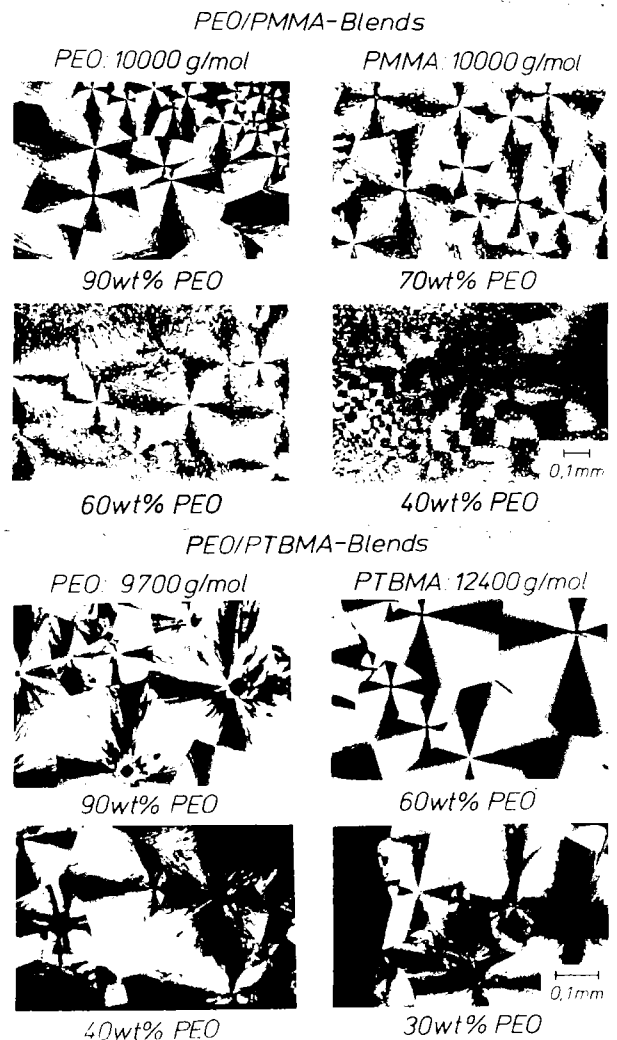 PEO/PMMA-Blends
PEO: 10000 g/mol PMMA: 10000 g/mol
90wt% PEO 70wt% PEO
0,1mm
60wt% PEO 40wt% PEO
PEO/PTBMA-Blends
PEO: 9700 g/mol PTBMA: 12400 g/mol
90wt% PEO 60wt% PEO
0,1mm
40wt% PEO 30wt% PEO